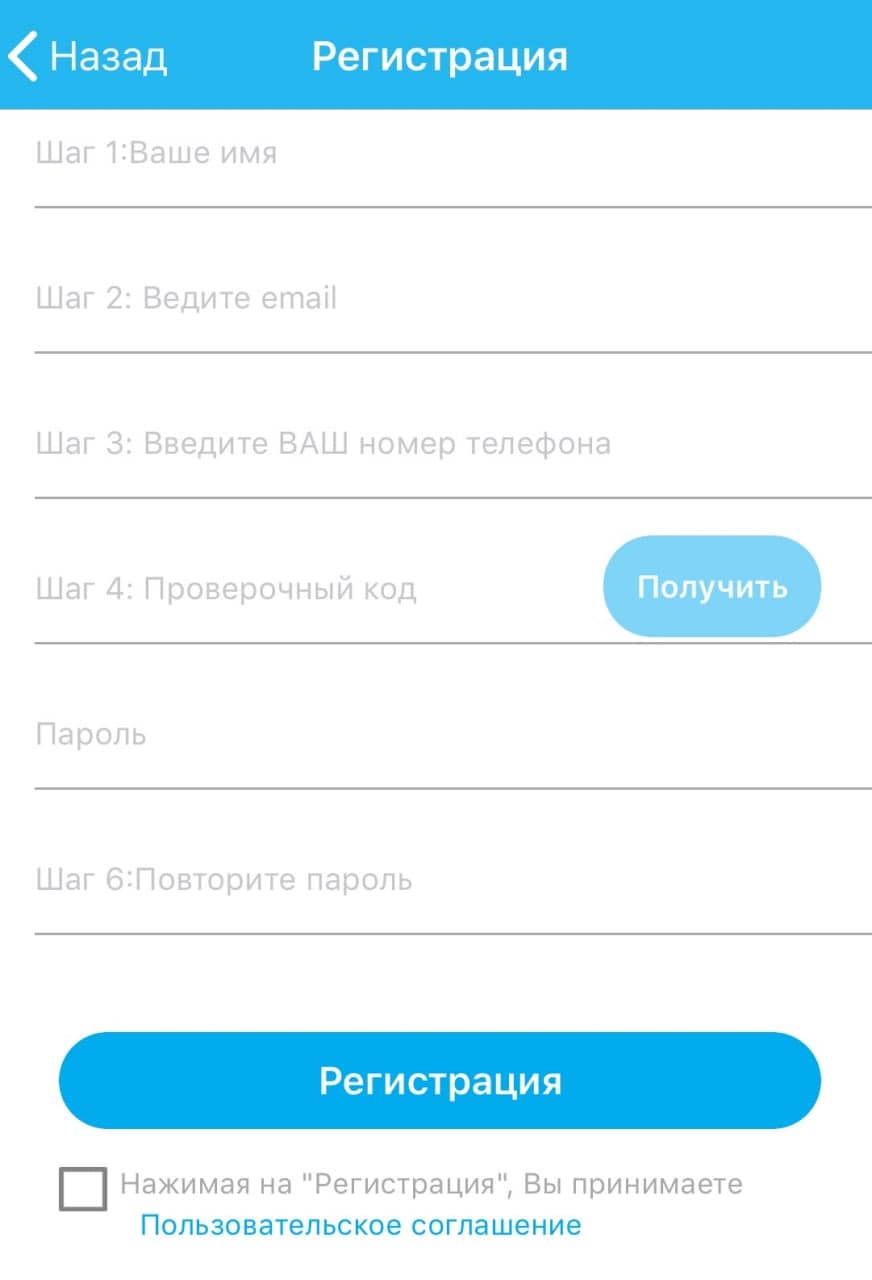 Назад
Регистрация
Шаг 1:Ваше имя
Шаг 2: Ведите email
Шаг 3: Введите ВАШ номер телефона
Шаг 4: Проверочный код
Получить
Пароль
Шаг 6:Повторите пароль
Регистрация
Нажимая на "Регистрация", Вы принимаете
Пользовательское соглашение